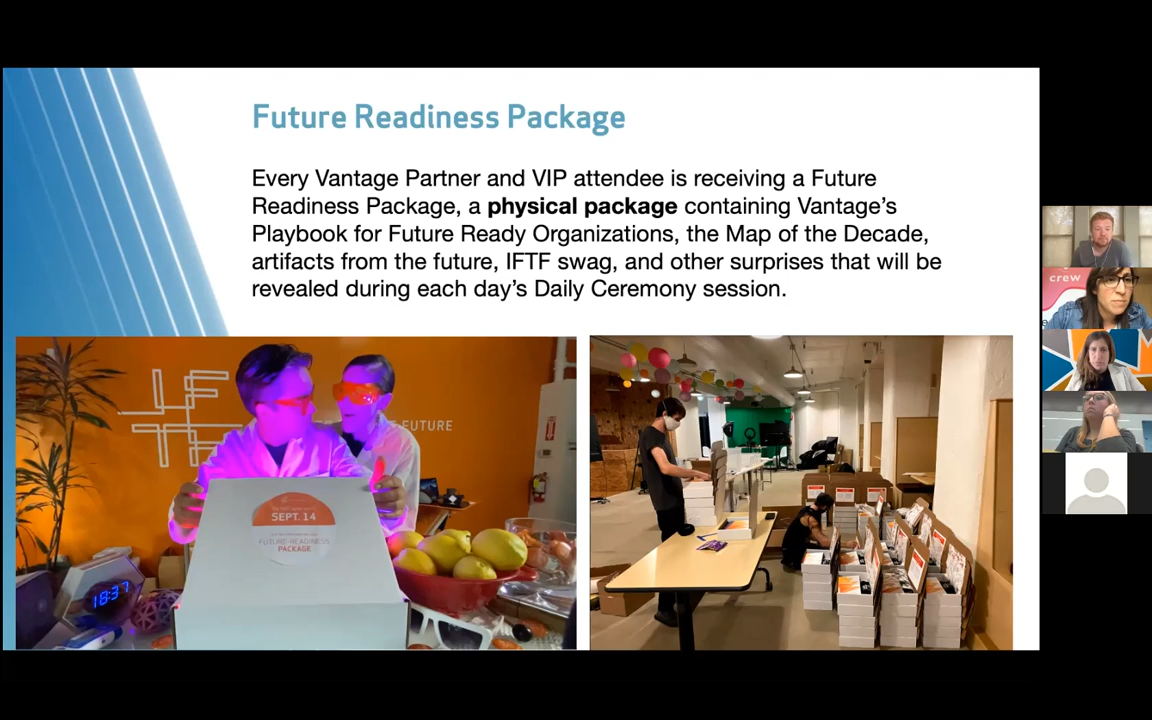 Future Readiness Package
Every Vantage Partner and VIP attendee is receiving a Future
Readiness Package, a physical package containing Vantage’s
Playbook for Future Ready Organizations, the Map of the Decade,
artifacts from the future, IFTF swag, and other surprises that will be
revealed during each day’s Daily Ceremony session.
FUTURE
SEPT. 14
FUTURE-READINESS
PACKAGE
18:37
crew